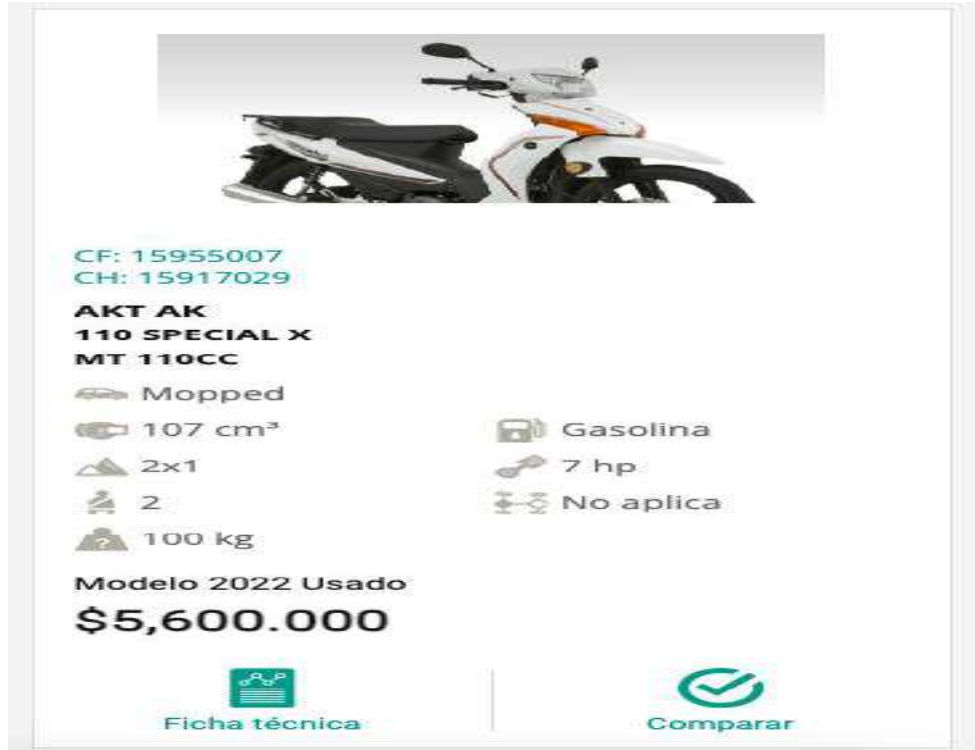 CF: 15955007
CH: 15917029
AKT AK
110 SPECIAL X
MT 110CC
Mopped
107 cm³
Gasolina
2x1
7 hp
2
No aplica
100 kg
Modelo 2022 Usado
$5,600.000
Ficha técnica
Comparar